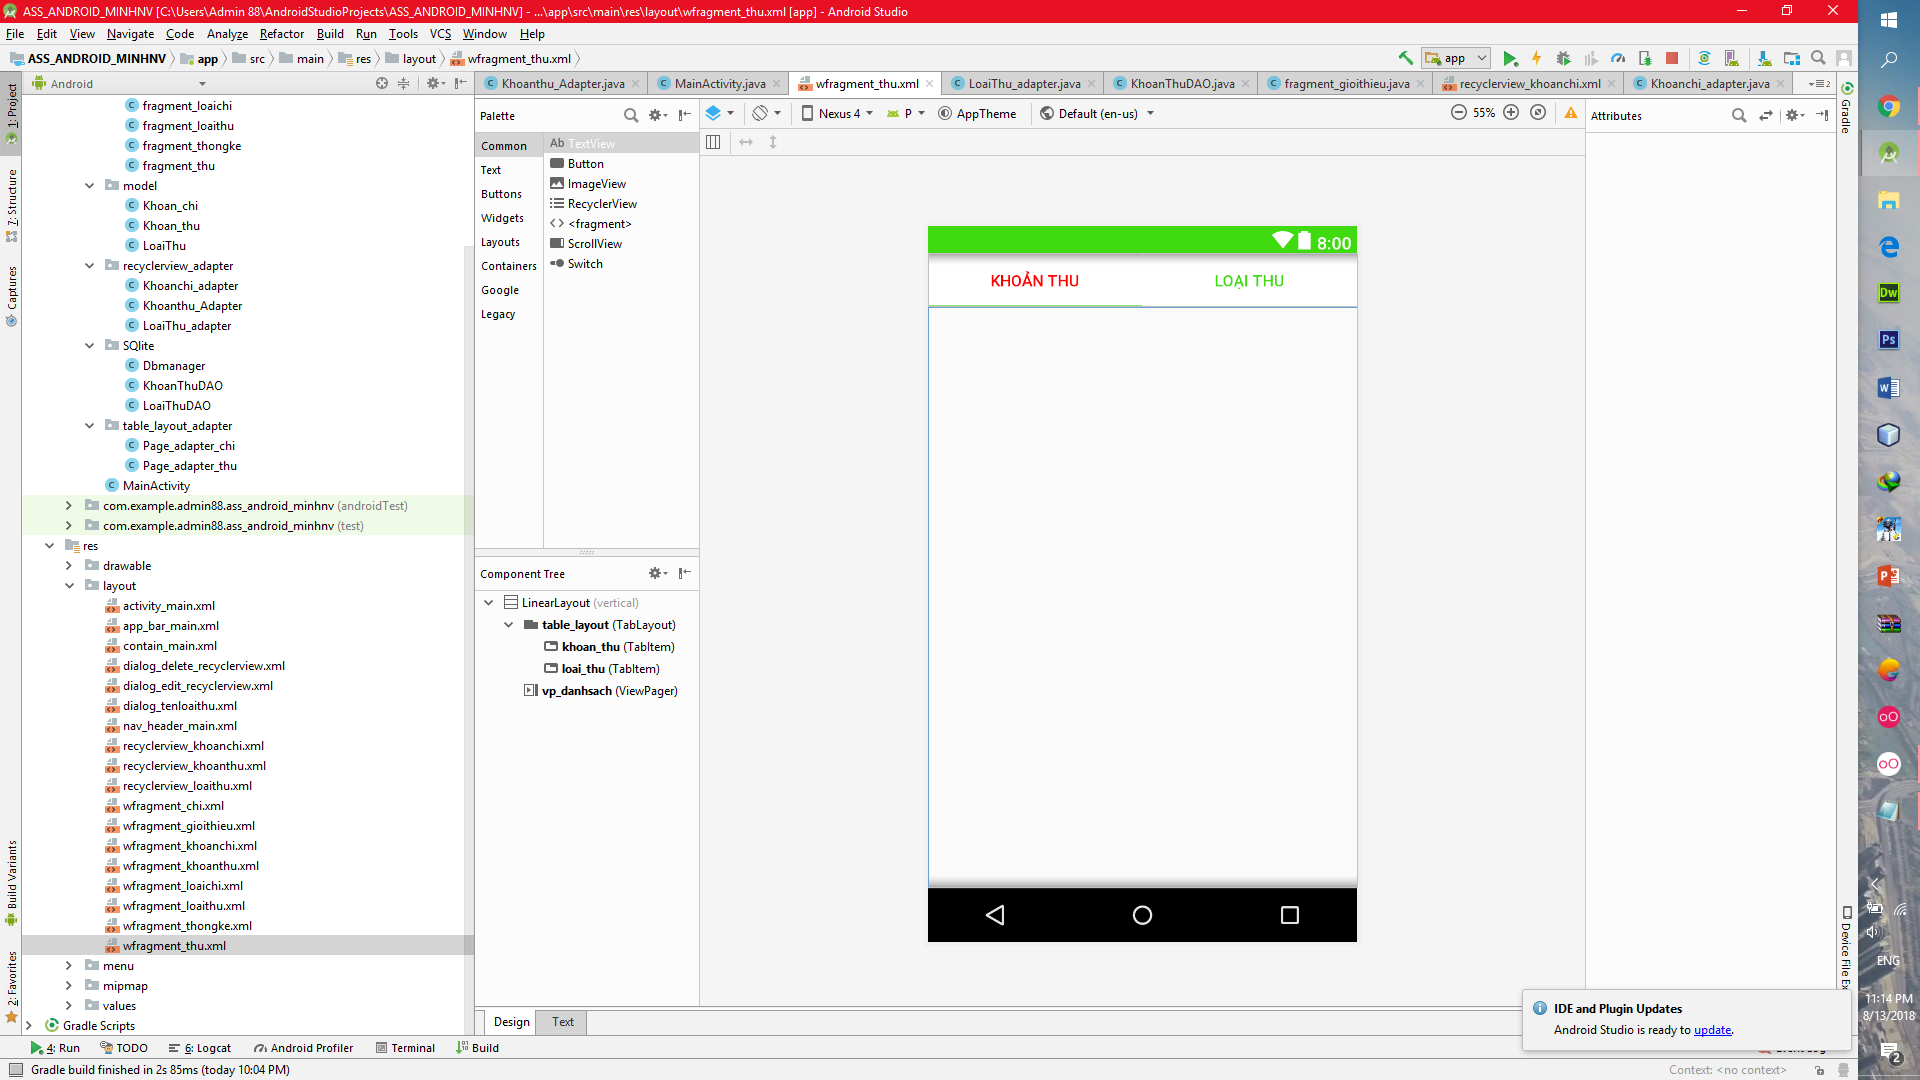 ASS_ANDROID_MINHNV [C:\Users\Admin 88\AndroidStudioProjects\ASS_ANDROID_MINHNV] - ...\app\src\main\res\layout\wfragment_thu.xml [app] - Android Studio
File Edit View Navigate Code Analyze Refactor Build Run Tools VCS Window Help
ASS_ANDROID_MINHNV app src main res layout wfragment_thu.xml app
Android
Khoanthu_Adapter.java MainActivity.java wfragment_thu.xml LoaiThu_adapter.java KhoanThuDAO.java fragment_gioithieu.java recyclerview_khoanchi.xml Khoanchi_adapter.java
1: Project
7: Structure
Captures
Build Variants
2: Favorites
fragment_loaichi
fragment_loaithu
fragment_thongke
fragment_thu
model
Khoan_chi
Khoan_thu
LoaiThu
recyclerview_adapter
Khoanchi_adapter
Khoanthu_Adapter
LoaiThu_adapter
SQlite
Dbmanager
KhoanThuDAO
LoaiThuDAO
table_layout_adapter
Page_adapter_chi
Page_adapter_thu
MainActivity
com.example.admin88.ass_android_minhnv (androidTest)
com.example.admin88.ass_android_minhnv (test)
res
drawable
layout
activity_main.xml
app_bar_main.xml
contain_main.xml
dialog_delete_recyclerview.xml
dialog_edit_recyclerview.xml
dialog_tenloaithu.xml
nav_header_main.xml
recyclerview_khoanchi.xml
recyclerview_khoanthu.xml
recyclerview_loaithu.xml
wfragment_chi.xml
wfragment_gioithieu.xml
wfragment_khoanchi.xml
wfragment_khoanthu.xml
wfragment_loaichi.xml
wfragment_loaithu.xml
wfragment_thongke.xml
wfragment_thu.xml
menu
mipmap
values
Gradle Scripts
Palette
Common
Text
Buttons
Widgets
Layouts
Containers
Google
Legacy
Ab TextView
Button
ImageView
RecyclerView
<fragment>
ScrollView
Switch
Component Tree
LinearLayout (vertical)
table_layout (TabLayout)
khoan_thu (TabItem)
loai_thu (TabItem)
vp_danhsach (ViewPager)
Nexus 4 P AppTheme Default (en-us) 55%
8:00
KHOẢN THU LOẠI THU
Attributes
Gradle
Device File Ex
Design Text
IDE and Plugin Updates
Android Studio is ready to update.
4: Run TODO 6: Logcat Android Profiler Terminal Build
Gradle build finished in 2s 85ms (today 10:04 PM)
Context: <no context>
Dw
Ps
ENG
11:14 PM
8/13/2018
2